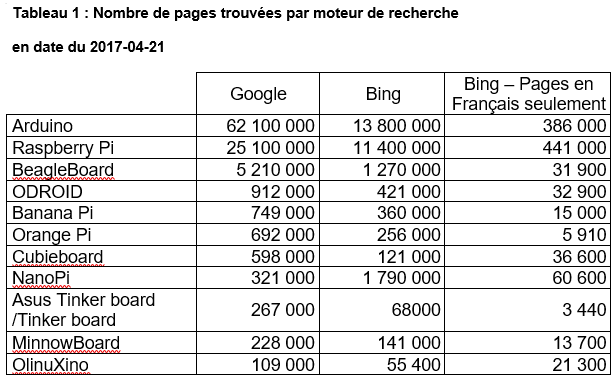 Tableau 1 : Nombre de pages trouvées par moteur de recherche
en date du 2017-04-21
Google Bing Bing – Pages en
Français seulement
Arduino 62 100 000 13 800 000 386 000
Raspberry Pi 25 100 000 11 400 000 441 000
BeagleBoard 5 210 000 1 270 000 31 900
ODROID 912 000 421 000 32 900
Banana Pi 749 000 360 000 15 000
Orange Pi 692 000 256 000 5 910
Cubieboard 598 000 121 000 36 600
NanoPi 321 000 1 790 000 60 600
Asus Tinker board
/Tinker board 267 000 68000 3 440
MinnowBoard 228 000 141 000 13 700
OlinuXino 109 000 55 400 21 300